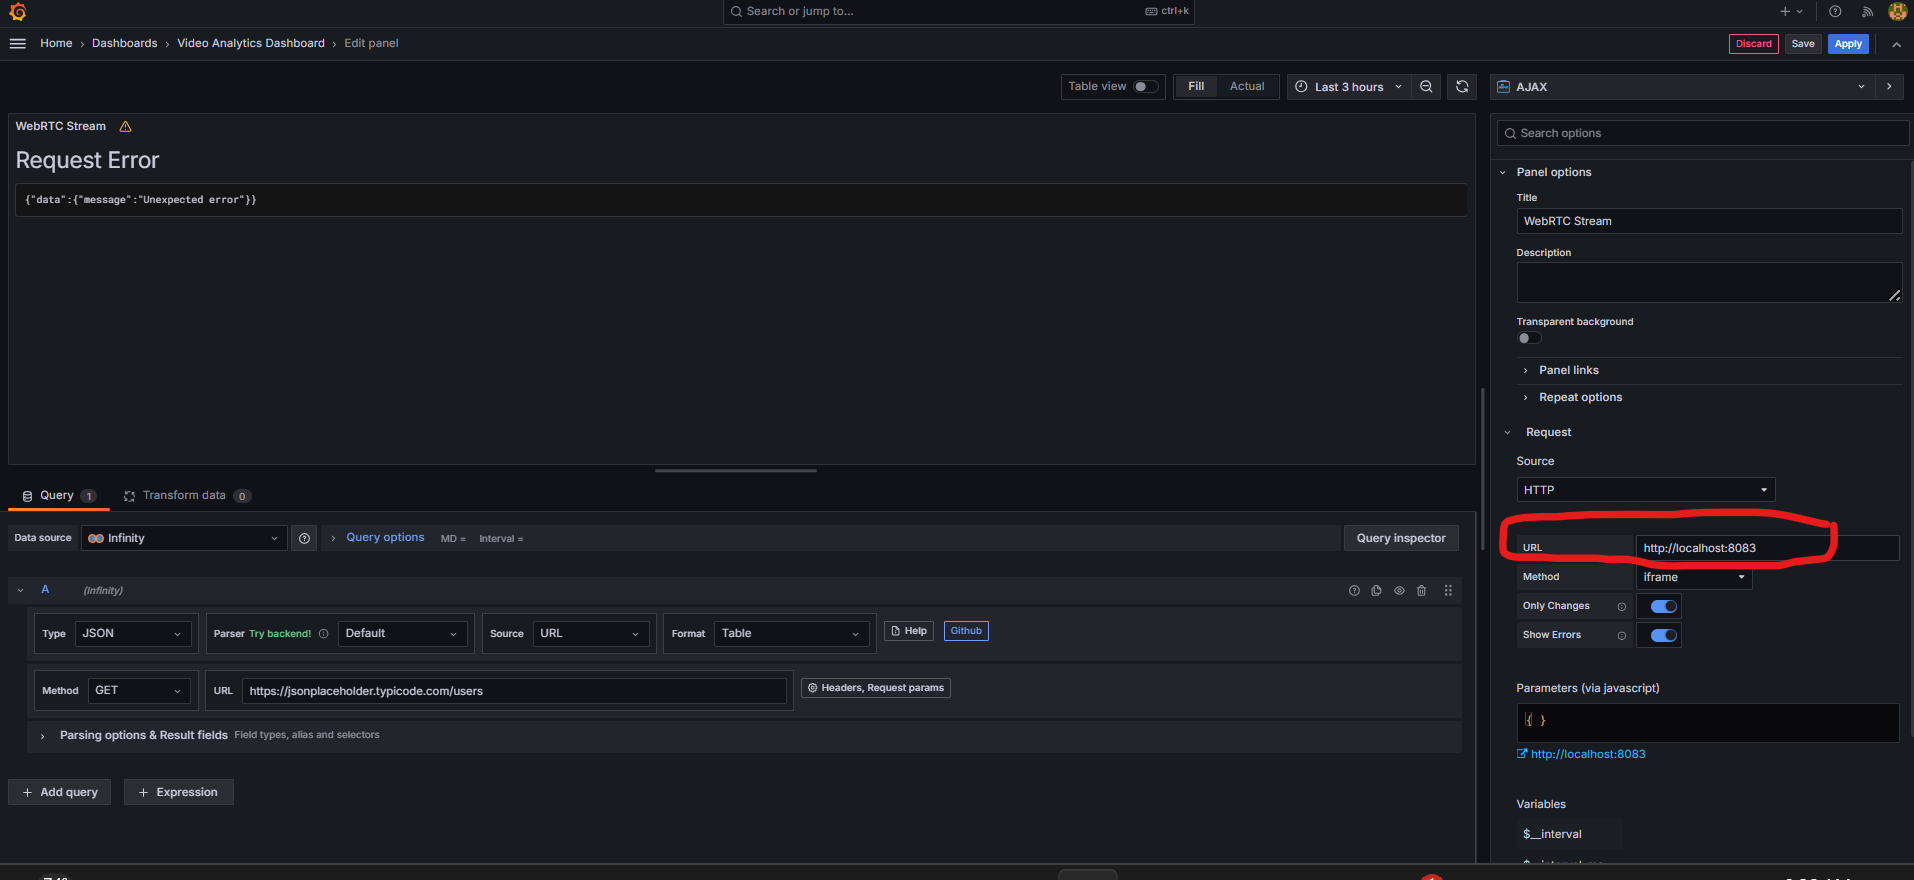 Search or jump to...
ctrl+k
Home › Dashboards › Video Analytics Dashboard › Edit panel
Discard
Save
Apply
Table view
Fill
Actual
Last 3 hours
AJAX
WebRTC Stream
Request Error
{"data":{"message":"Unexpected error"}}
Query 1
Transform data 0
Data source
Infinity
Query options
MD =
Interval =
Query inspector
A
(Infinity)
Type
JSON
Parser Try backend!
Default
Source
URL
Format
Table
Help
Github
Method
GET
URL
https://jsonplaceholder.typicode.com/users
Headers, Request params
Parsing options & Result fields
Field types, alias and selectors
+ Add query
+ Expression
Search options
Panel options
Title
WebRTC Stream
Description
Transparent background
Panel links
Repeat options
Request
Source
HTTP
URL
http://localhost:8083
Method
iframe
Only Changes
Show Errors
Parameters (via javascript)
{ }
http://localhost:8083
Variables
$__interval